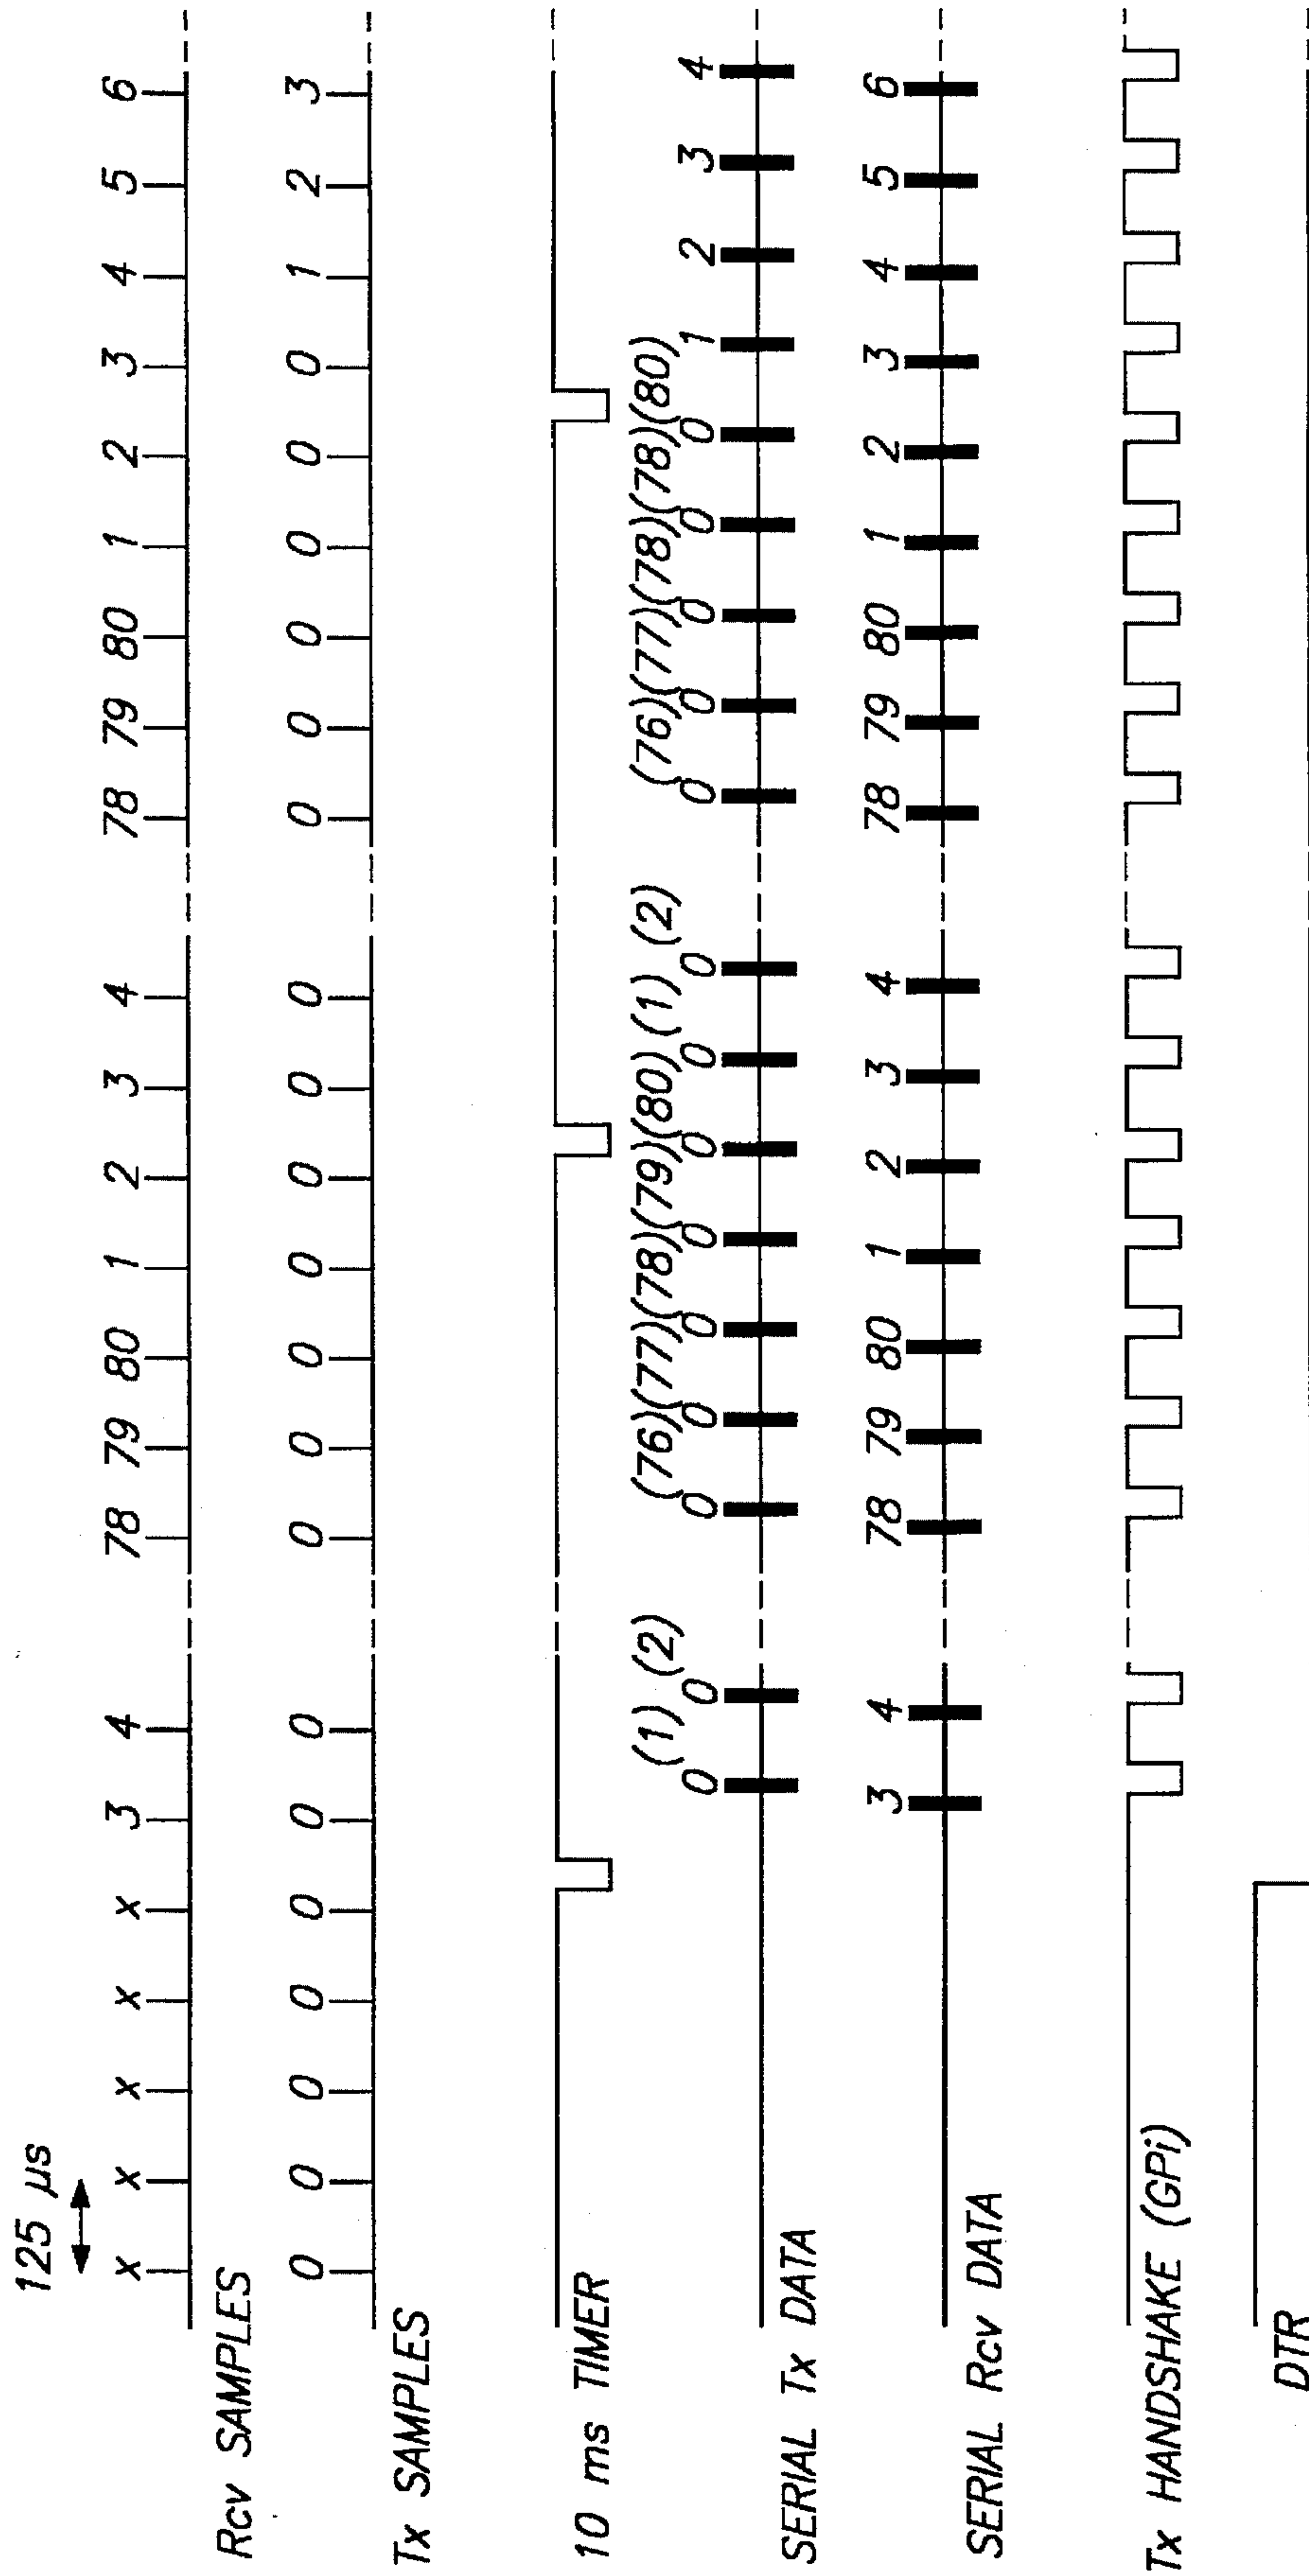 125 µs
x x x x x 3 4 78 79 80 1 2 3 4 78 79 80 1 2 3 4 5 6
Rcv SAMPLES
0 0 0 0 0 0 0 0 0 0 0 0 0 0 0 0 0 0 0 0 1 2 3
Tx SAMPLES
10 ms TIMER
(1) (2) (76)(77)(78)(79)(80) (1) (2) (76)(77)(78)(78)(80)
0 0 0 0 0 0 0 0 0 0 0 0 0 0 1 2 3 4
SERIAL Tx DATA
3 4 78 79 80 1 2 3 4 78 79 80 1 2 3 4 5 6
SERIAL Rcv DATA
Tx HANDSHAKE (GPi)
DTR